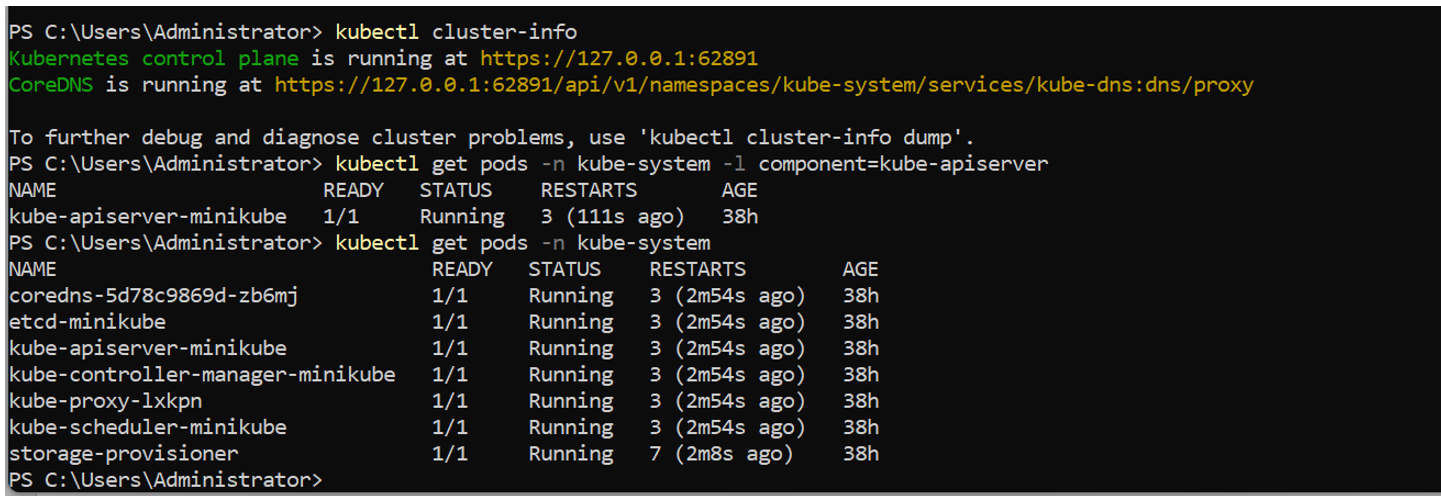 PS C:\Users\Administrator> kubectl cluster-info
Kubernetes control plane is running at https://127.0.0.1:62891
CoreDNS is running at https://127.0.0.1:62891/api/v1/namespaces/kube-system/services/kube-dns:dns/proxy

To further debug and diagnose cluster problems, use 'kubectl cluster-info dump'.
PS C:\Users\Administrator> kubectl get pods -n kube-system -l component=kube-apiserver
NAME                      READY   STATUS    RESTARTS       AGE
kube-apiserver-minikube   1/1     Running   3 (111s ago)   38h
PS C:\Users\Administrator> kubectl get pods -n kube-system
NAME                               READY   STATUS    RESTARTS        AGE
coredns-5d78c9869d-zb6mj           1/1     Running   3 (2m54s ago)   38h
etcd-minikube                      1/1     Running   3 (2m54s ago)   38h
kube-apiserver-minikube            1/1     Running   3 (2m54s ago)   38h
kube-controller-manager-minikube   1/1     Running   3 (2m54s ago)   38h
kube-proxy-lxkpn                   1/1     Running   3 (2m54s ago)   38h
kube-scheduler-minikube            1/1     Running   3 (2m54s ago)   38h
storage-provisioner                1/1     Running   7 (2m8s ago)    38h
PS C:\Users\Administrator>